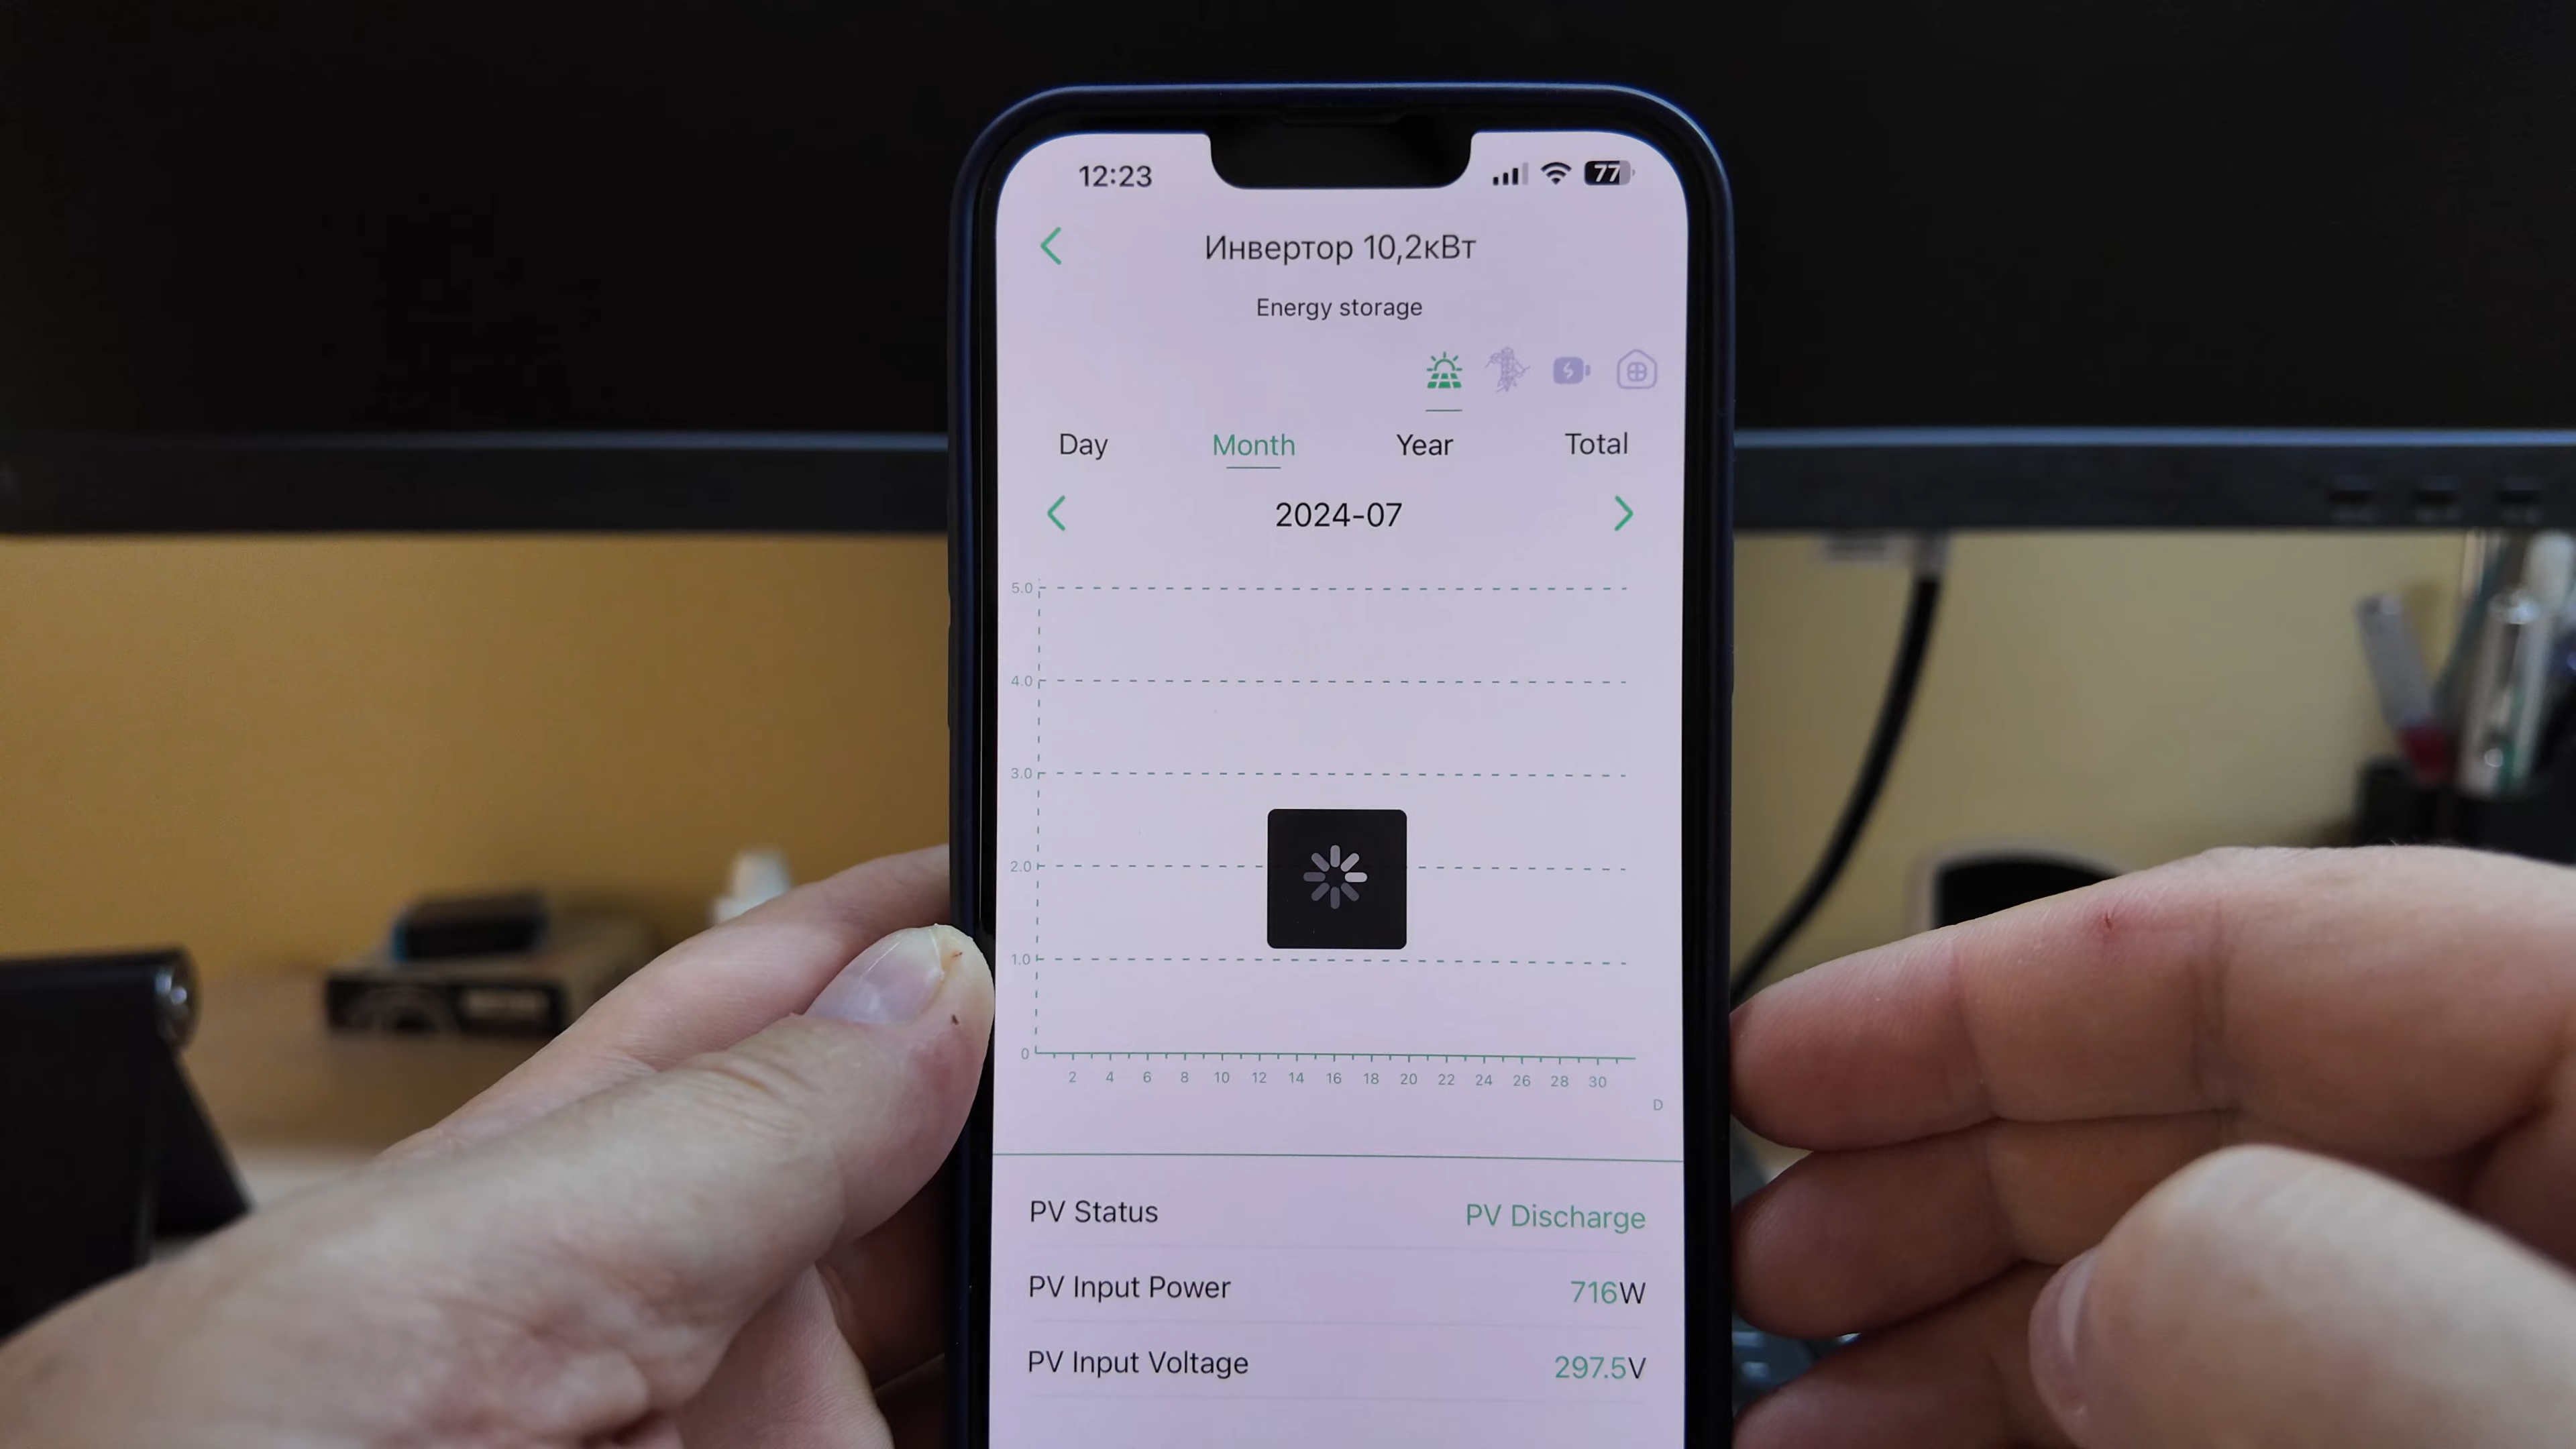 12:23 77
Инвертор 10,2кВт
Energy storage
Day Month Year Total
2024-07
5.0
4.0
3.0
2.0
1.0
0
2 4 6 8 10 12 14 16 18 20 22 24 26 28 30
D
PV Status PV Discharge
PV Input Power 716W
PV Input Voltage 297.5V